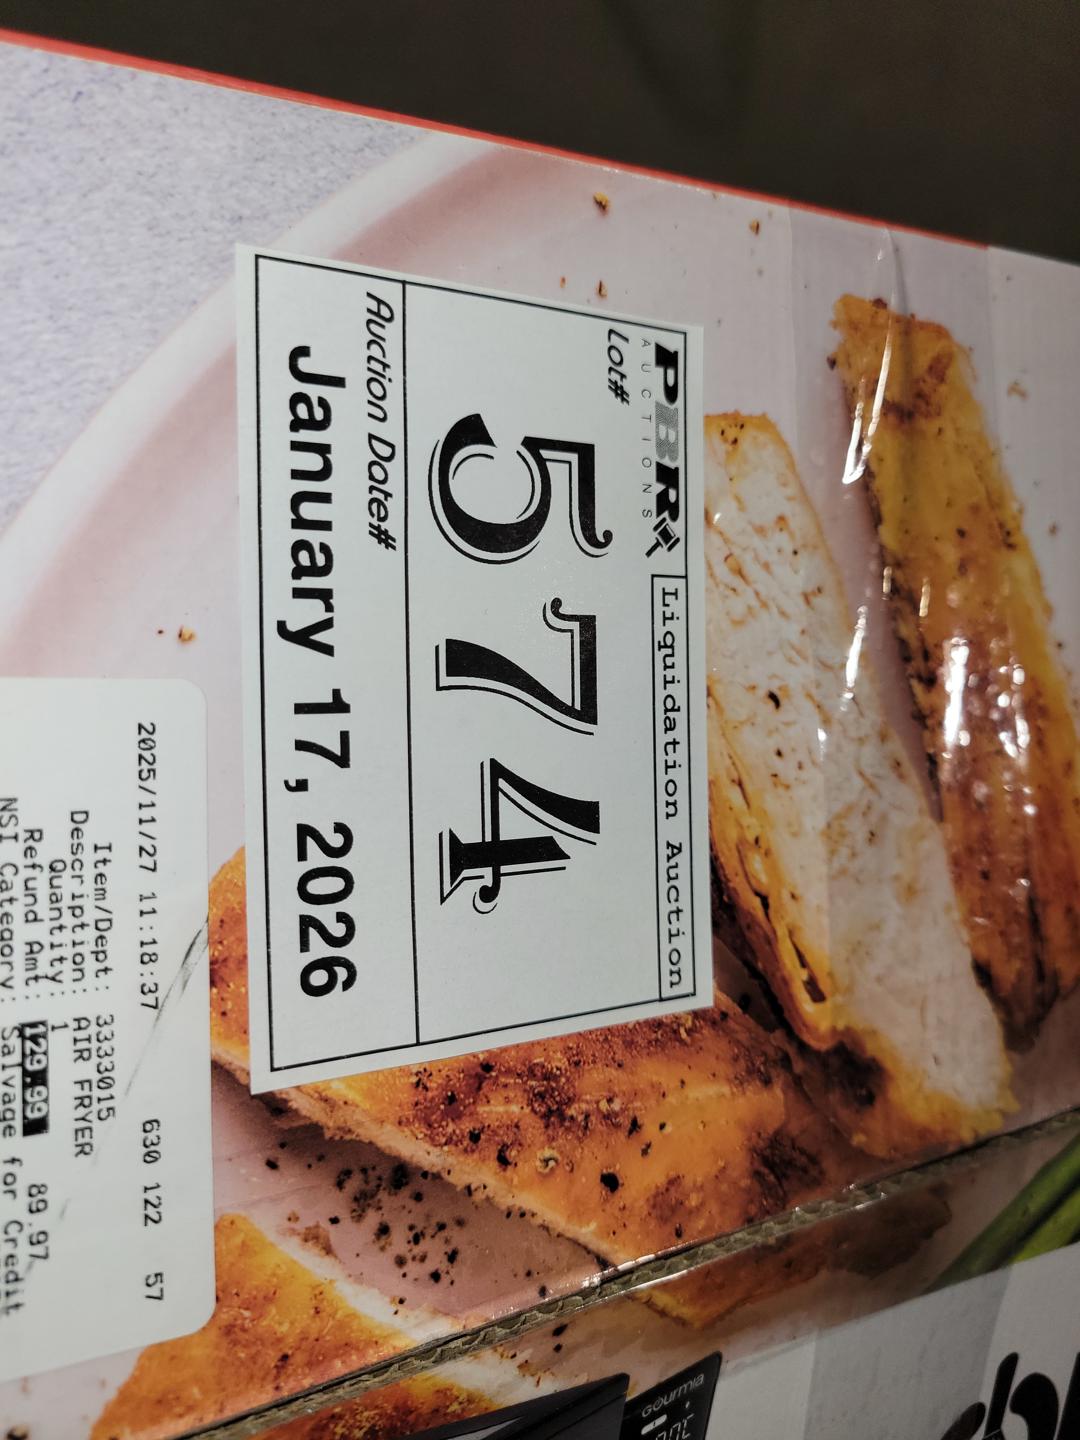 PBR
AUCTIONS
Liquidation Auction
Lot#
574
Auction Date#
January 17, 2026
2025/11/27 11:18:37 630 122 57
Item/Dept: 33333015
Description: AIR FRYER
Quantity: 1
Refund Amt: 129.99 89.97
NSI Category: Salvage for Credit
Gourmia